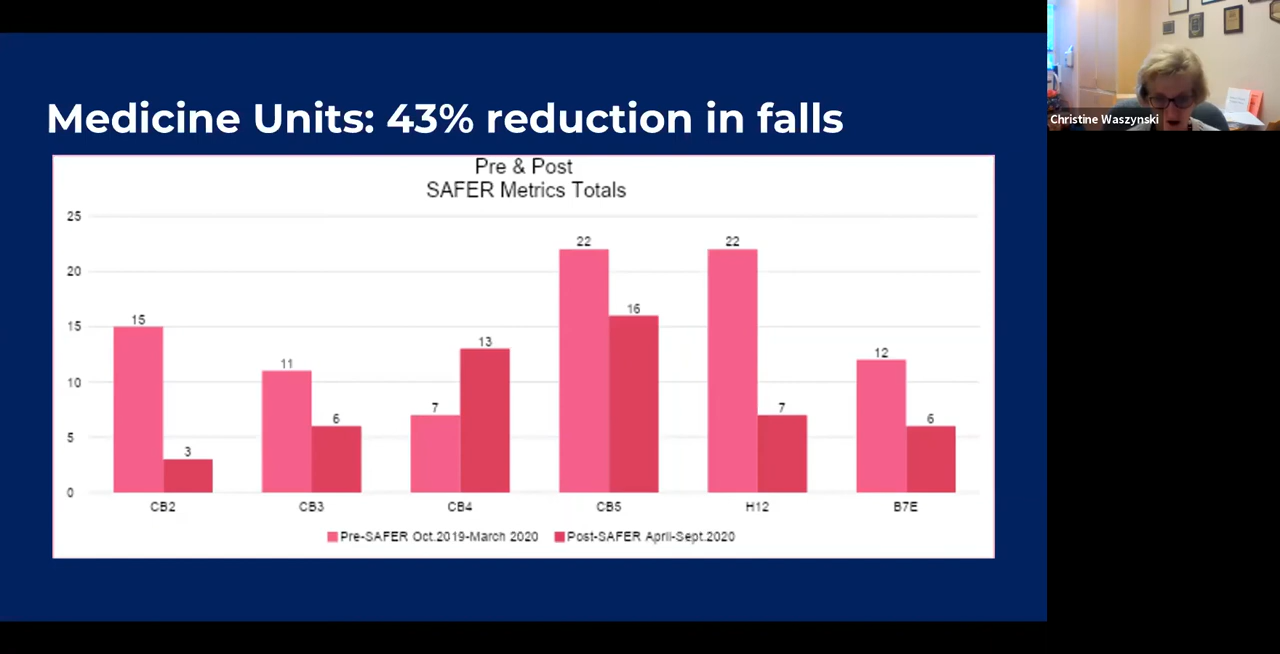 Medicine Units: 43% reduction in falls
Pre & Post
SAFER Metrics Totals
25
20
15
10
5
0
15
3
11
6
7
13
22
16
22
7
12
6
CB2
CB3
CB4
CB5
H12
B7E
Pre-SAFER Oct.2019-March 2020
Post-SAFER April-Sept.2020
Christine Waszynski